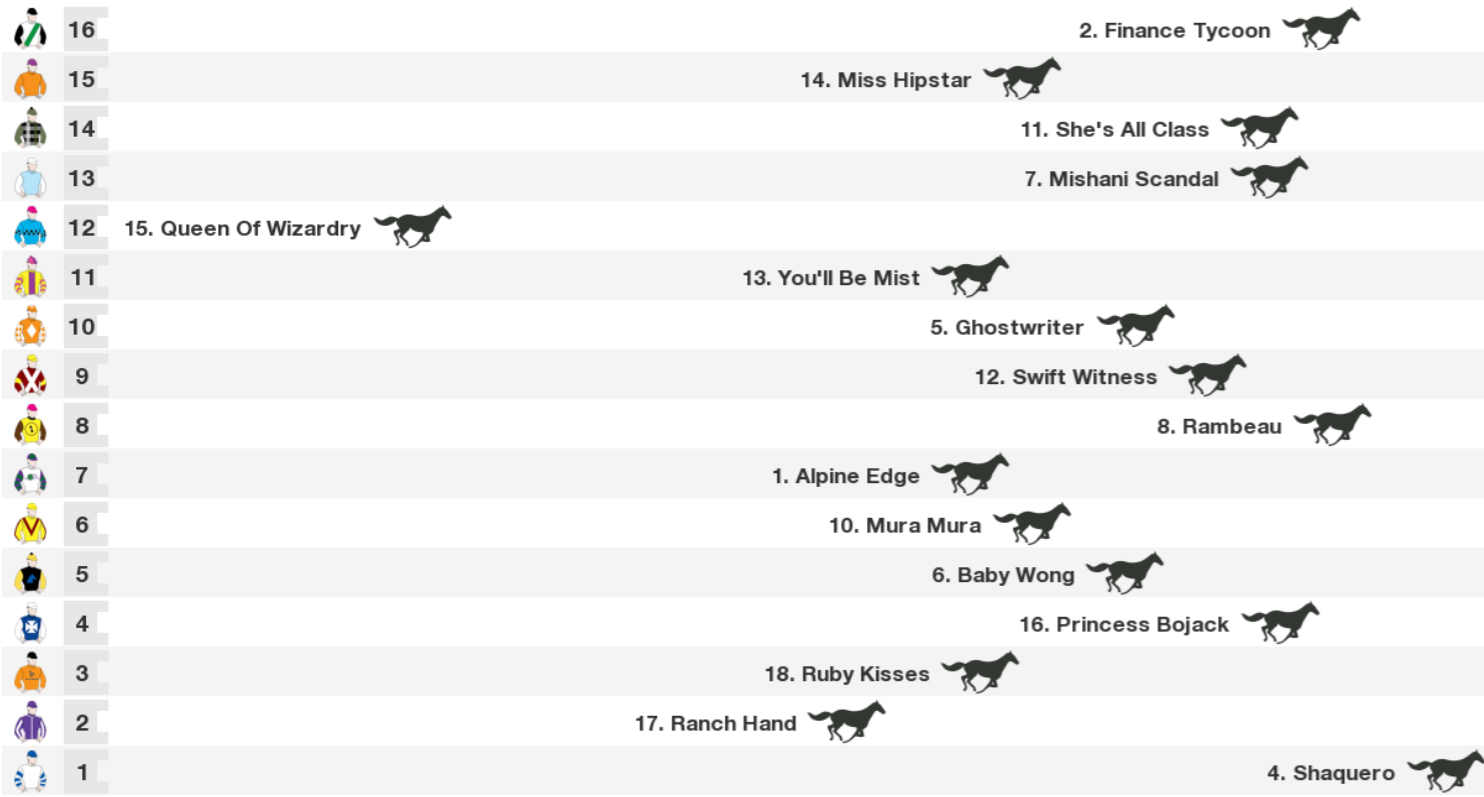 16 2. Finance Tycoon
15 14. Miss Hipstar
14 11. She's All Class
13 7. Mishani Scandal
12 15. Queen Of Wizardry
11 13. You'll Be Mist
10 5. Ghostwriter
9 12. Swift Witness
8 8. Rambeau
7 1. Alpine Edge
6 10. Mura Mura
5 6. Baby Wong
4 16. Princess Bojack
3 18. Ruby Kisses
2 17. Ranch Hand
1 4. Shaquero